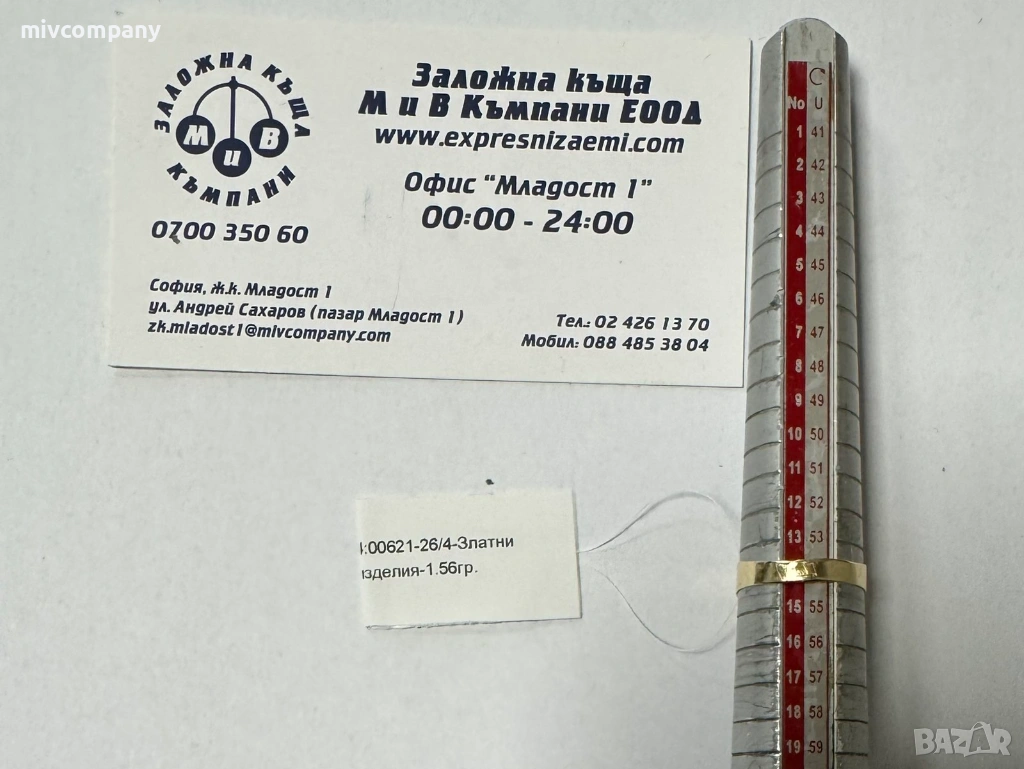 mivcompany
ЗАЛОЖНА КЪЩА
М и В
КЪМПАНИ
0700 350 60
Заложна къща
М и В Къмпани ЕООД
www.expresnizaemi.com
Офис "Младост 1"
00:00 - 24:00
София, ж.к. Младост 1
ул. Андрей Сахаров (пазар Младост 1)
zk.mladost1@mivcompany.com
Тел.: 02 426 13 70
Мобил: 088 485 38 04
:00621-26/4-Златни
изделия-1.56гр.
No CU
1 41
2 42
3 43
4 44
5 45
6 46
7 47
8 48
9 49
10 50
11 51
12 52
13 53
15 55
16 56
17 57
18 58
19 59
BAZAR